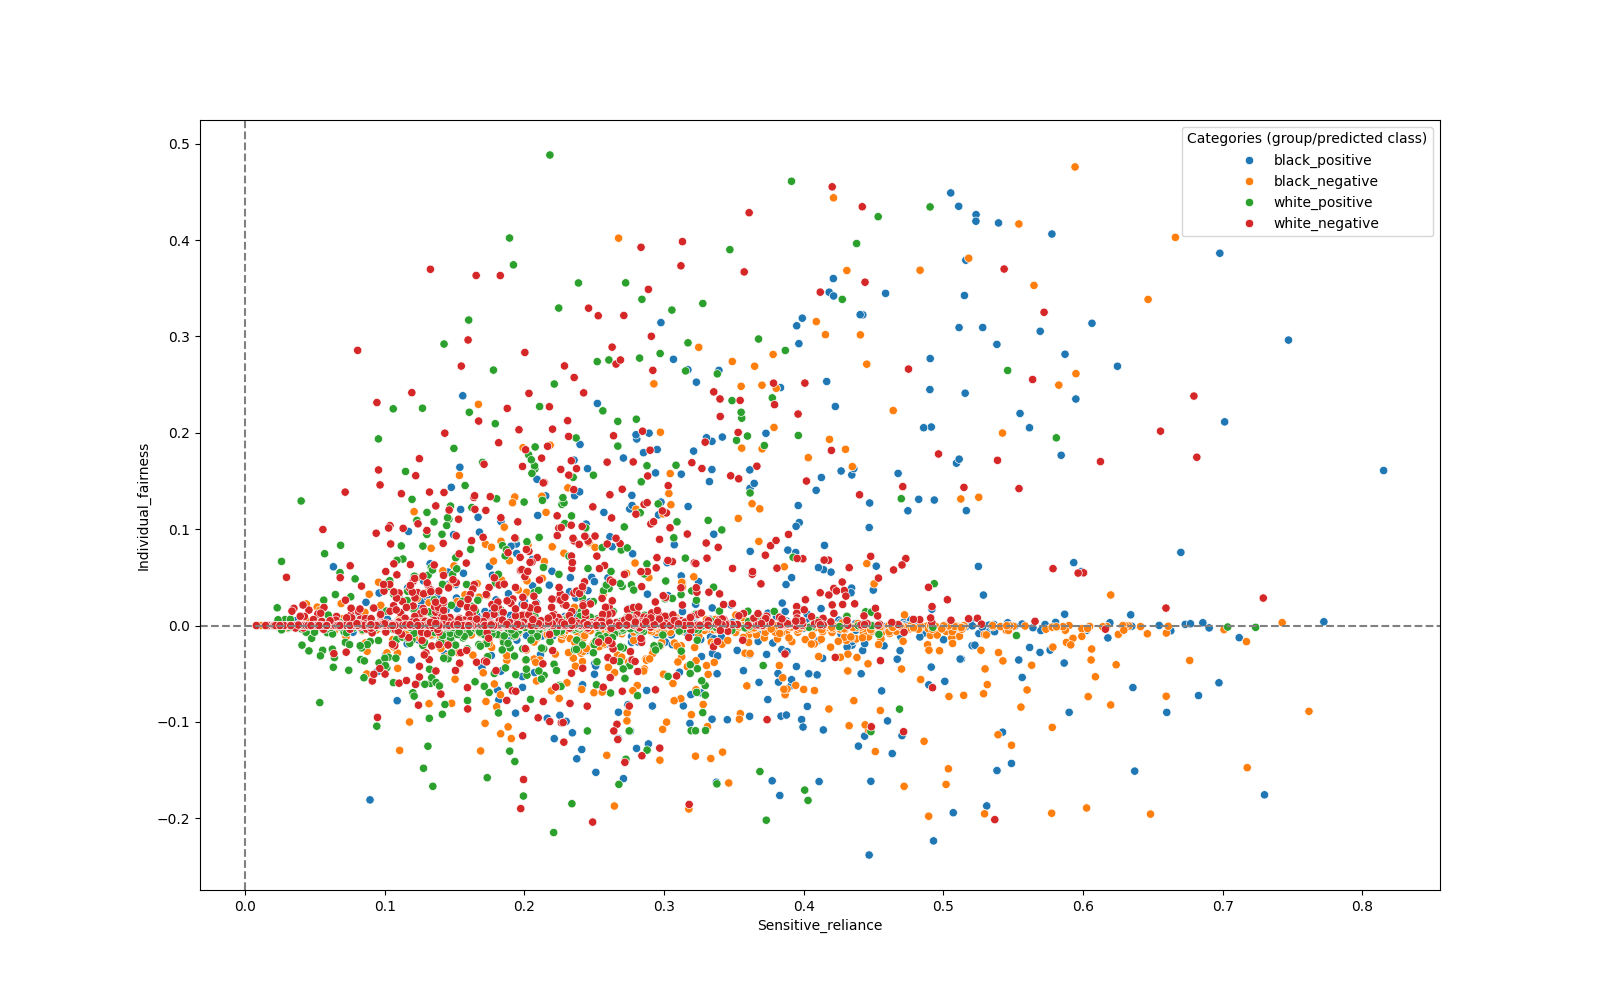 Categories (group/predicted class)
black_positive
black_negative
white_positive
white_negative
Individual_fairness
0.5
0.4
0.3
0.2
0.1
0.0
−0.1
−0.2
0.0 0.1 0.2 0.3 0.4 0.5 0.6 0.7 0.8
Sensitive_reliance